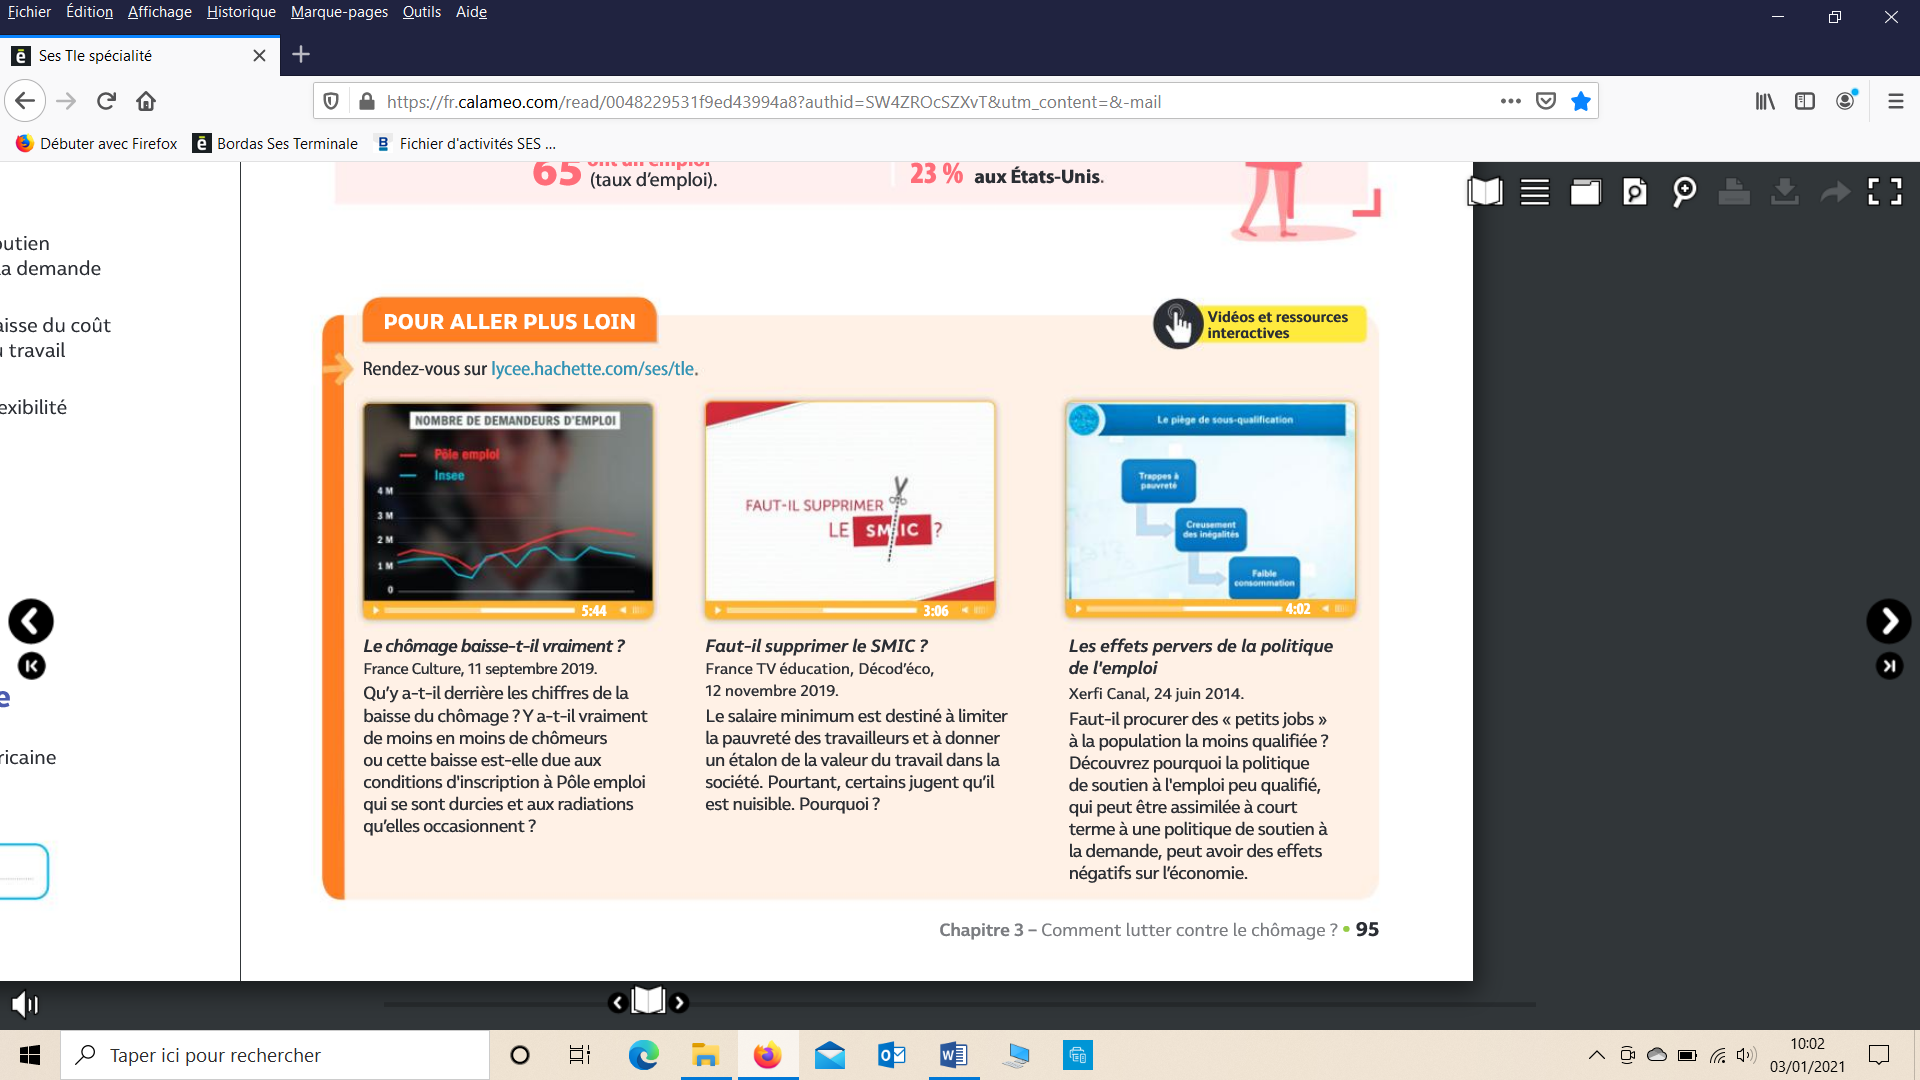 Fichier Édition Affichage Historique Marque-pages Outils Aide
Ses Tle spécialité
https://fr.calameo.com/read/0048229531f9ed43994a8?authid=SW4ZROcSZXvT&utm_content=&-mail
Débuter avec Firefox Bordas Ses Terminale Fichier d'activités SES ...
65 ont un emploi
(taux d'emploi).
23 % aux États-Unis.
outien
la demande
aisse du coût
u travail
exibilité
e
ricaine
POUR ALLER PLUS LOIN
Vidéos et ressources
interactives
Rendez-vous sur lycee.hachette.com/ses/tle.
NOMBRE DE DEMANDEURS D'EMPLOI
Pôle emploi
Insee
4 M
3 M
2 M
1 M
0
5:44
Le chômage baisse-t-il vraiment ?
France Culture, 11 septembre 2019.
Qu'y a-t-il derrière les chiffres de la
baisse du chômage ? Y a-t-il vraiment
de moins en moins de chômeurs
ou cette baisse est-elle due aux
conditions d'inscription à Pôle emploi
qui se sont durcies et aux radiations
qu'elles occasionnent ?
FAUT-IL SUPPRIMER
LE SMIC ?
3:06
Faut-il supprimer le SMIC ?
France TV éducation, Décod'éco,
12 novembre 2019.
Le salaire minimum est destiné à limiter
la pauvreté des travailleurs et à donner
un étalon de la valeur du travail dans la
société. Pourtant, certains jugent qu'il
est nuisible. Pourquoi ?
Le piège de sous-qualification
Trappes à
pauvreté
Creusement
des inégalités
Faible
consommation
4:02
Les effets pervers de la politique
de l'emploi
Xerfi Canal, 24 juin 2014.
Faut-il procurer des « petits jobs »
à la population la moins qualifiée ?
Découvrez pourquoi la politique
de soutien à l'emploi peu qualifié,
qui peut être assimilée à court
terme à une politique de soutien à
la demande, peut avoir des effets
négatifs sur l'économie.
Chapitre 3 – Comment lutter contre le chômage ? • 95
Taper ici pour rechercher
10:02
03/01/2021